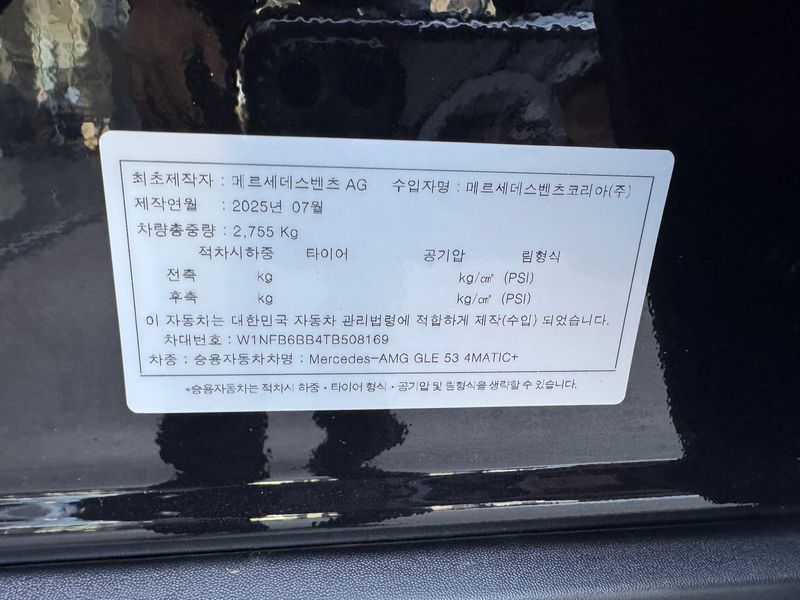 최초제작자 : 메르세데스벤츠 AG 수입자명 : 메르세데스벤츠코리아(주)
제작연월 : 2025년 07월
차량총중량 : 2,755 Kg
적차시하중 타이어 공기압 림형식
전축 kg kg/㎠ (PSI)
후축 kg kg/㎠ (PSI)
이 자동차는 대한민국 자동차 관리법령에 적합하게 제작(수입) 되었습니다.
차대번호 : W1NFB6BB4TB508169
차종 : 승용자동차차명 : Mercedes-AMG GLE 53 4MATIC+
*승용자동차는 적차시 하중·타이어 형식·공기압 및 림형식을 생략할 수 있습니다.